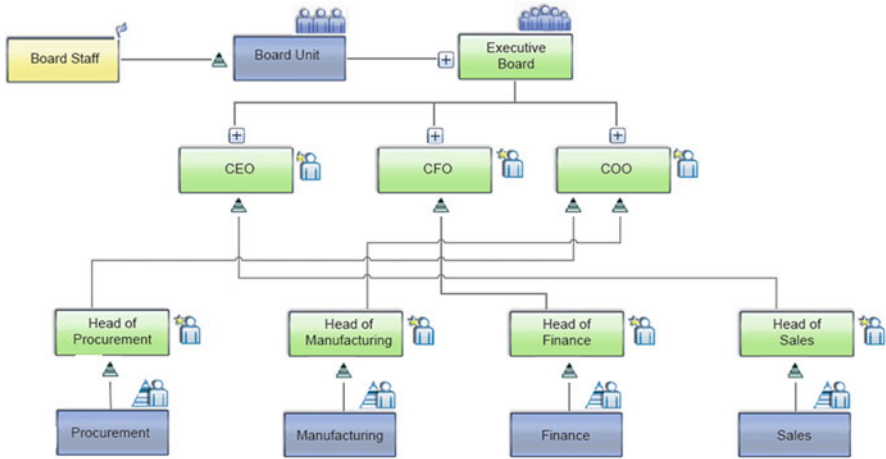 Board Staff
Board Unit
Executive
Board
CEO
CFO
COO
Head of
Procurement
Head of
Manufacturing
Head of
Finance
Head of
Sales
Procurement
Manufacturing
Finance
Sales